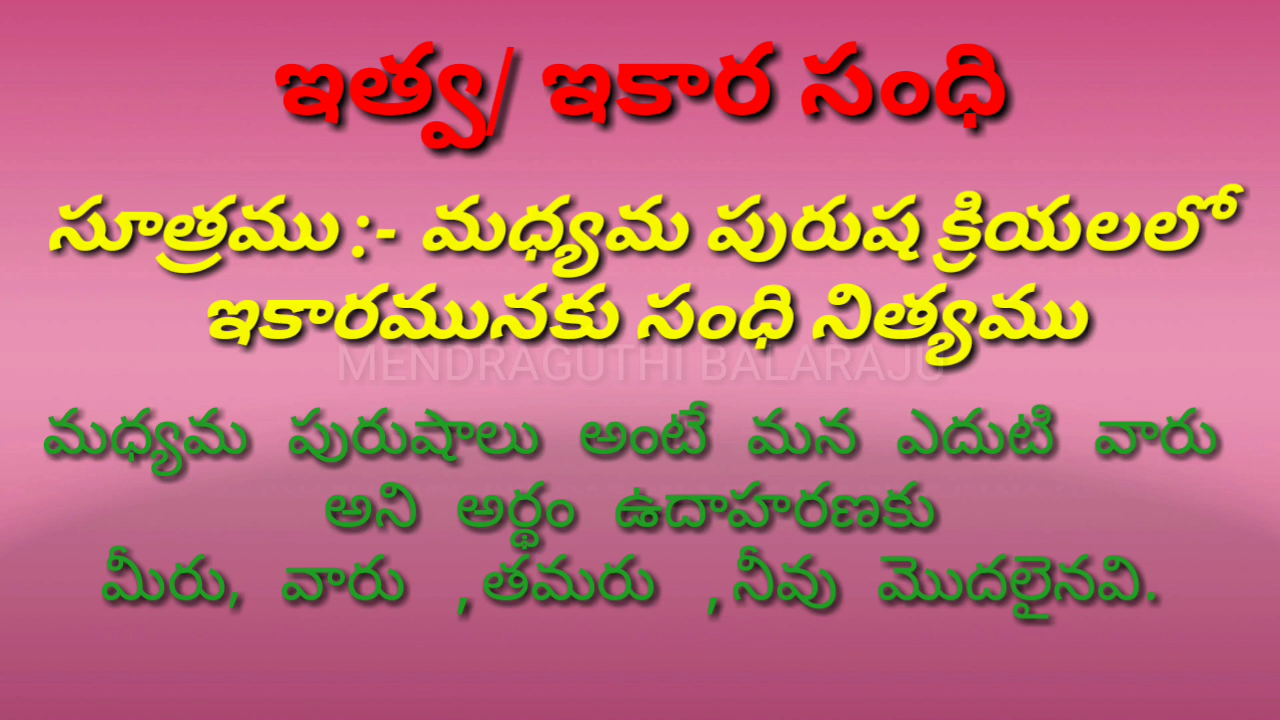 ఇత్వ/ ఇకార సంధి
సూత్రము :- మధ్యమ పురుష క్రియలలో
ఇకారమునకు సంధి నిత్యము
MENDRAGUTHI BALARAJU
మధ్యమ పురుషాలు అంటే మన ఎదుటి వారు
అని అర్థం ఉదాహరణకు
మీరు, వారు , తమరు , నీవు మొదలైనవి.